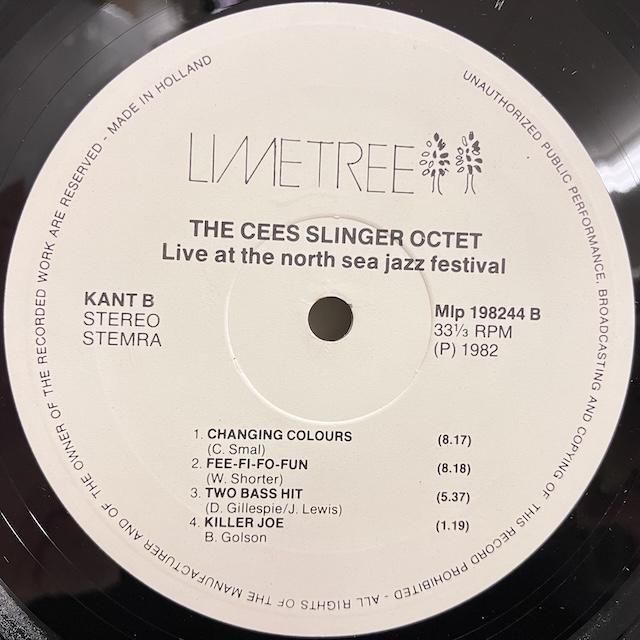 LIMETREE
THE CEES SLINGER OCTET
Live at the north sea jazz festival
KANT B
STEREO
STEMRA
Mlp 198244 B
33⅓ RPM
(P) 1982
1. CHANGING COLOURS (8.17)
(C. Smal)
2. FEE-FI-FO-FUN (8.18)
(W. Shorter)
3. TWO BASS HIT (5.37)
(D. Gillespie/J. Lewis)
4. KILLER JOE (1.19)
B. Golson
UNAUTHORIZED PUBLIC PERFORMANCE, BROADCASTING AND COPYING OF THIS RECORD PROHIBITED - ALL RIGHTS OF THE MANUFACTURER AND OF THE OWNER OF THE RECORDED WORK ARE RESERVED - MADE IN HOLLAND